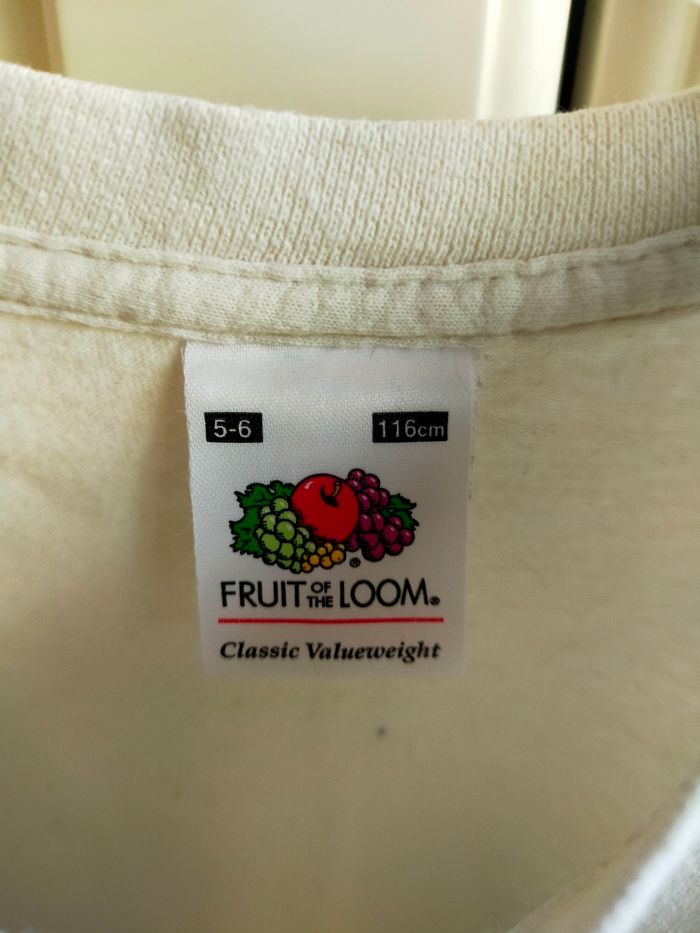 5-6 116cm
FRUIT OF THE LOOM®
Classic Valueweight